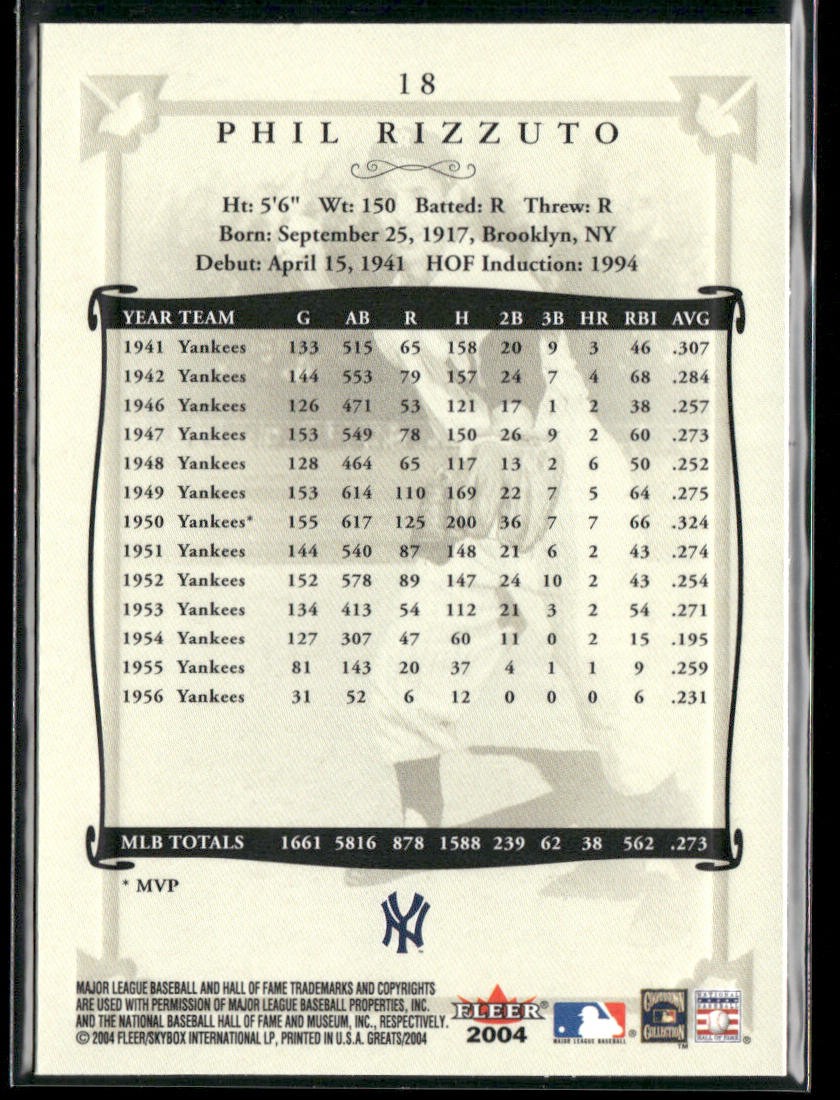 18
PHIL RIZZUTO
Ht: 5'6" Wt: 150 Batted: R Threw: R
Born: September 25, 1917, Brooklyn, NY
Debut: April 15, 1941 HOF Induction: 1994
YEAR TEAM G AB R H 2B 3B HR RBI AVG
1941 Yankees 133 515 65 158 20 9 3 46 .307
1942 Yankees 144 553 79 157 24 7 4 68 .284
1946 Yankees 126 471 53 121 17 1 2 38 .257
1947 Yankees 153 549 78 150 26 9 2 60 .273
1948 Yankees 128 464 65 117 13 2 6 50 .252
1949 Yankees 153 614 110 169 22 7 5 64 .275
1950 Yankees* 155 617 125 200 36 7 7 66 .324
1951 Yankees 144 540 87 148 21 6 2 43 .274
1952 Yankees 152 578 89 147 24 10 2 43 .254
1953 Yankees 134 413 54 112 21 3 2 54 .271
1954 Yankees 127 307 47 60 11 0 2 15 .195
1955 Yankees 81 143 20 37 4 1 1 9 .259
1956 Yankees 31 52 6 12 0 0 0 6 .231
MLB TOTALS 1661 5816 878 1588 239 62 38 562 .273
* MVP
NY
MAJOR LEAGUE BASEBALL AND HALL OF FAME TRADEMARKS AND COPYRIGHTS
ARE USED WITH PERMISSION OF MAJOR LEAGUE BASEBALL PROPERTIES, INC.
AND THE NATIONAL BASEBALL HALL OF FAME AND MUSEUM, INC., RESPECTIVELY.
© 2004 FLEER/SKYBOX INTERNATIONAL LP, PRINTED IN U.S.A. GREATS/2004
FLEER®
2004
MAJOR LEAGUE BASEBALL ®
COOPERSTOWN
COLLECTION
TM
NATIONAL
BASEBALL
HALL OF FAME ®